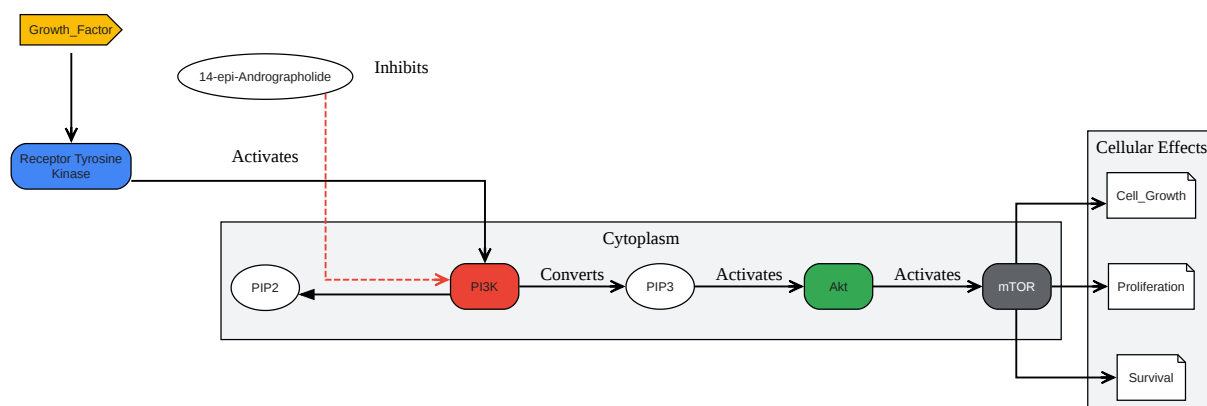 Growth_Factor
14-epi-Andrographolide
Inhibits
Receptor Tyrosine
Kinase
Activates
Cellular Effects
Cell_Growth
Cytoplasm
PIP2
PI3K
Converts
PIP3
Activates
Akt
Activates
mTOR
Proliferation
Survival